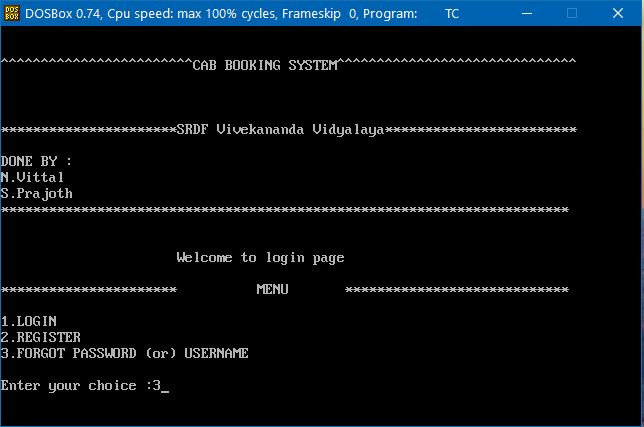 DOSBox 0.74, Cpu speed: max 100% cycles, Frameskip 0, Program: TC
^^^^^^^^^^^^^^^^^^^^^^^^CAB BOOKING SYSTEM^^^^^^^^^^^^^^^^^^^^^^^^^^^^^^
**********************SRDF Vivekananda Vidyalaya************************
DONE BY :
N.Vittal
S.Prajoth
***********************************************************************
Welcome to login page
********************** MENU ****************************
1.LOGIN
2.REGISTER
3.FORGOT PASSWORD (or) USERNAME
Enter your choice :3_